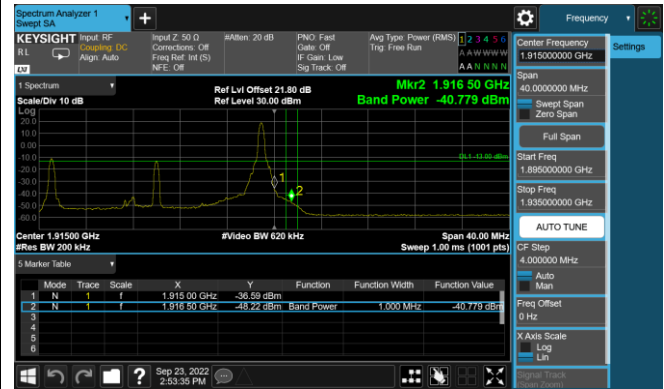 Spectrum Analyzer 1
Swept SA
Frequency
KEYSIGHT
RL
Input: RF
Coupling: DC
Align: Auto
Input Z: 50 Ω
Corrections: Off
Freq Ref: Int (S)
NFE: Off
#Atten: 20 dB
PNO: Fast
Gate: Off
IF Gain: Low
Sig Track: Off
Avg Type: Power (RMS)
Trig: Free Run
1 2 3 4 5 6
A W W W W W
A A N N N N
LXI
1 Spectrum
Scale/Div 10 dB
Ref Lvl Offset 21.80 dB
Ref Level 30.00 dBm
Mkr2 1.916 50 GHz
Band Power -40.779 dBm
Log
20.0
10.0
0.00
-10.0
-20.0
-30.0
-40.0
-50.0
-60.0
DL1 -13.00 dBm
1
2
Center 1.91500 GHz
#Res BW 200 kHz
#Video BW 620 kHz
Span 40.00 MHz
Sweep 1.00 ms (1001 pts)
5 Marker Table
Mode Trace Scale X Y Function Function Width Function Value
1 N 1 f 1.915 00 GHz -36.59 dBm
2 N 1 f 1.916 50 GHz -48.22 dBm Band Power 1.000 MHz -40.779 dBm
3
4
5
6
Sep 23, 2022
2:53:35 PM
Center Frequency
1.915000000 GHz
Settings
Span
40.0000000 MHz
Swept Span
Zero Span
Full Span
Start Freq
1.895000000 GHz
Stop Freq
1.935000000 GHz
AUTO TUNE
CF Step
4.000000 MHz
Auto
Man
Freq Offset
0 Hz
X Axis Scale
Log
Lin
Signal Track
(Span Zoom)